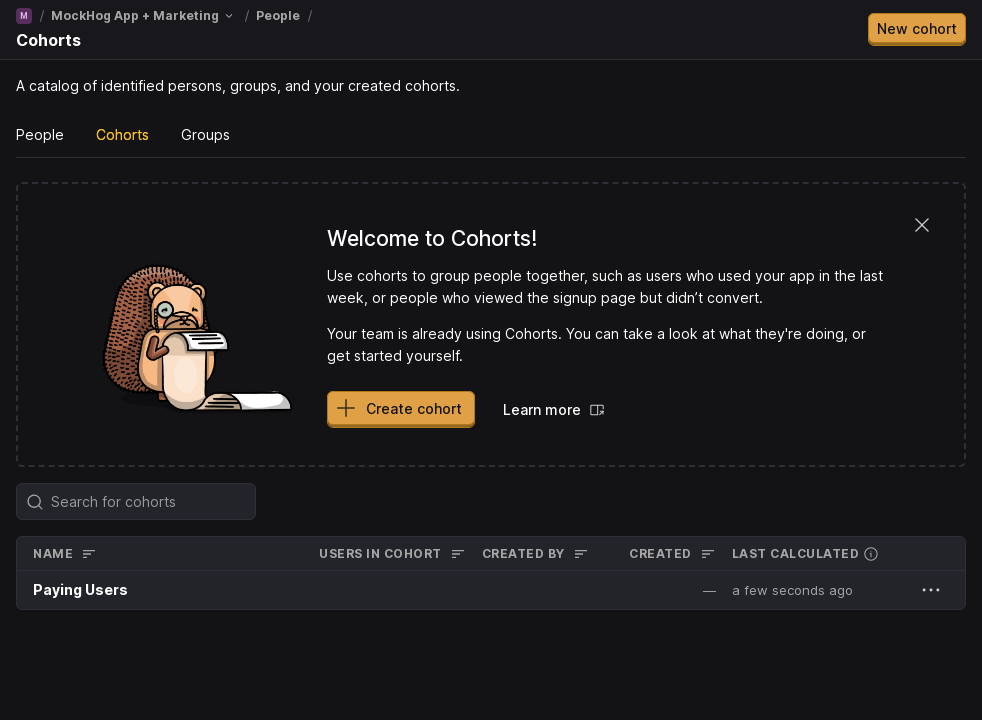 M / MockHog App + Marketing / People /
Cohorts
New cohort
A catalog of identified persons, groups, and your created cohorts.
People Cohorts Groups
Welcome to Cohorts!
Use cohorts to group people together, such as users who used your app in the last
week, or people who viewed the signup page but didn’t convert.
Your team is already using Cohorts. You can take a look at what they're doing, or
get started yourself.
Create cohort Learn more
Search for cohorts
NAME USERS IN COHORT CREATED BY CREATED LAST CALCULATED
Paying Users — a few seconds ago